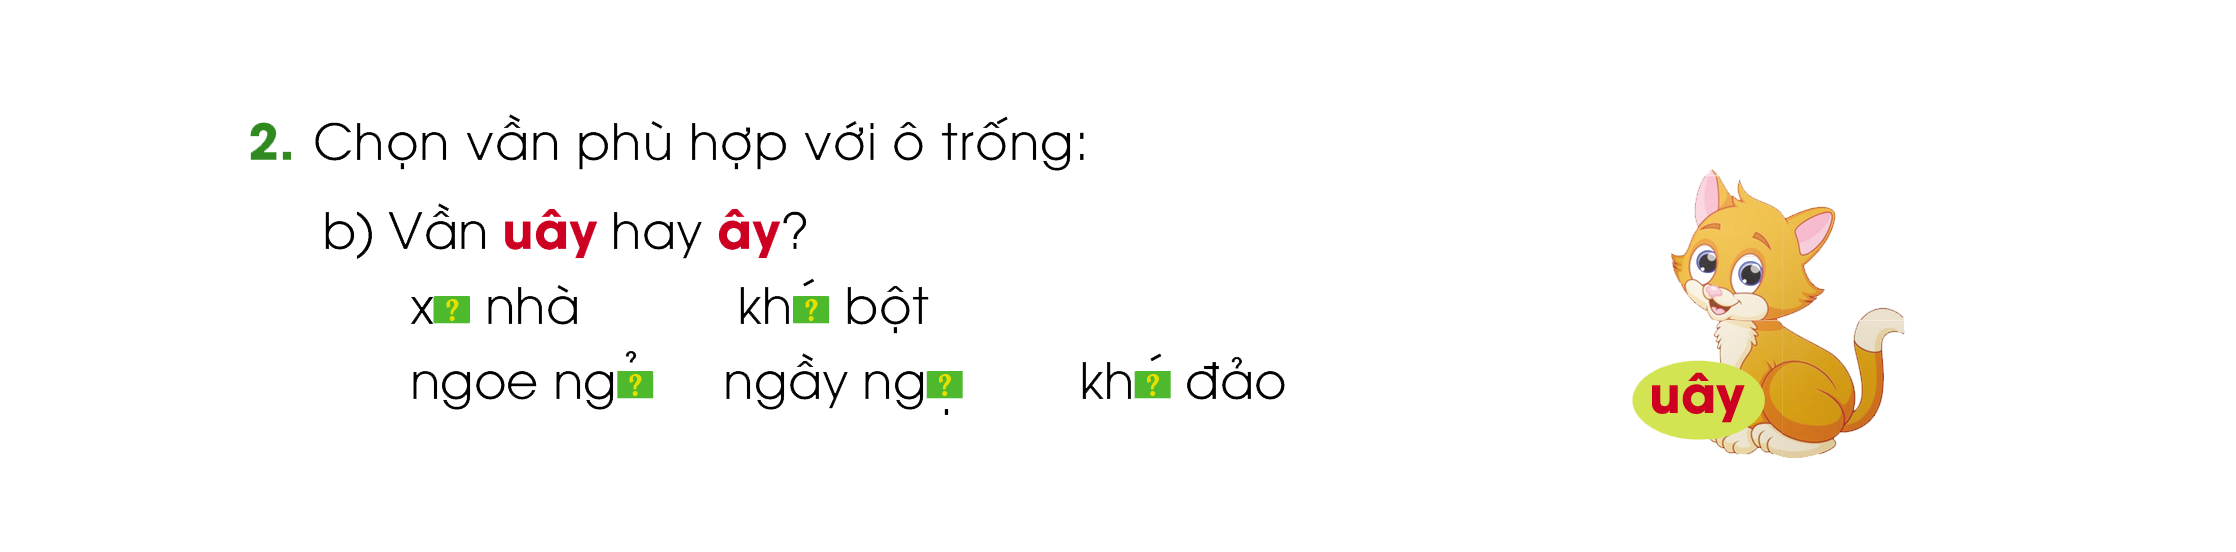 2. Chọn vần phù hợp với ô trống:
b) Vần uây hay ây?
x? nhà kh?́ bột
ngoe ng?̉ ngầy ng?̣ kh?́ đảo
uây